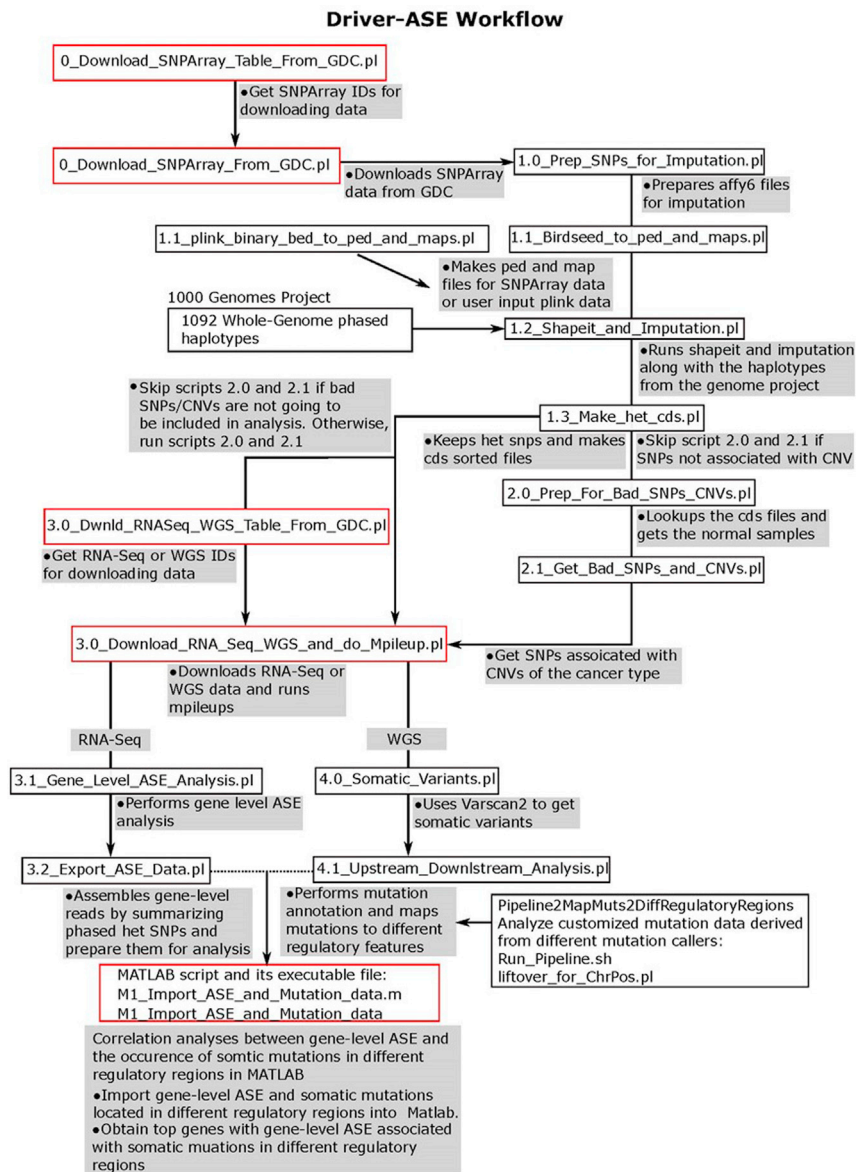 Driver-ASE Workflow
0_Download_SNPArray_Table_From_GDC.pl
●Get SNPArray IDs for
downloading data
0_Download_SNPArray_From_GDC.pl
●Downloads SNPArray
data from GDC
1.0_Prep_SNPs_for_Imputation.pl
●Prepares affy6 files
for imputation
1.1_plink_binary_bed_to_ped_and_maps.pl
1.1_Birdseed_to_ped_and_maps.pl
●Makes ped and map
files for SNPArray data
or user input plink data
1000 Genomes Project
1092 Whole-Genome phased
haplotypes
1.2_Shapeit_and_Imputation.pl
●Runs shapeit and imputation
along with the haplotypes
from the genome project
●Skip scripts 2.0 and 2.1 if bad
SNPs/CNVs are not going to
be included in analysis. Otherwise,
run scripts 2.0 and 2.1
1.3_Make_het_cds.pl
●Keeps het snps and makes
cds sorted files
●Skip script 2.0 and 2.1 if
SNPs not associated with CNV
2.0_Prep_For_Bad_SNPs_CNVs.pl
●Lookups the cds files and
gets the normal samples
3.0_Dwnld_RNASeq_WGS_Table_From_GDC.pl
●Get RNA-Seq or WGS IDs
for downloading data
2.1_Get_Bad_SNPs_and_CNVs.pl
3.0_Download_RNA_Seq_WGS_and_do_Mpileup.pl
●Get SNPs assoicated with
CNVs of the cancer type
●Downloads RNA-Seq or
WGS data and runs
mpileups
RNA-Seq
WGS
3.1_Gene_Level_ASE_Analysis.pl
4.0_Somatic_Variants.pl
●Performs gene level ASE
analysis
●Uses Varscan2 to get
somatic variants
3.2_Export_ASE_Data.pl
4.1_Upstream_Downlstream_Analysis.pl
●Assembles gene-level
reads by summarizing
phased het SNPs and
prepare them for analysis
●Performs mutation
annotation and maps
mutations to different
regulatory features
Pipeline2MapMuts2DiffRegulatoryRegions
Analyze customized mutation data derived
from different mutation callers:
Run_Pipeline.sh
liftover_for_ChrPos.pl
MATLAB script and its executable file:
M1_Import_ASE_and_Mutation_data.m
M1_Import_ASE_and_Mutation_data
Correlation analyses between gene-level ASE and
the occurence of somtic mutations in different
regulatory regions in MATLAB
●Import gene-level ASE and somatic mutations
located in different regulatory regions into Matlab.
●Obtain top genes with gene-level ASE associated
with somatic muations in different regulatory
regions